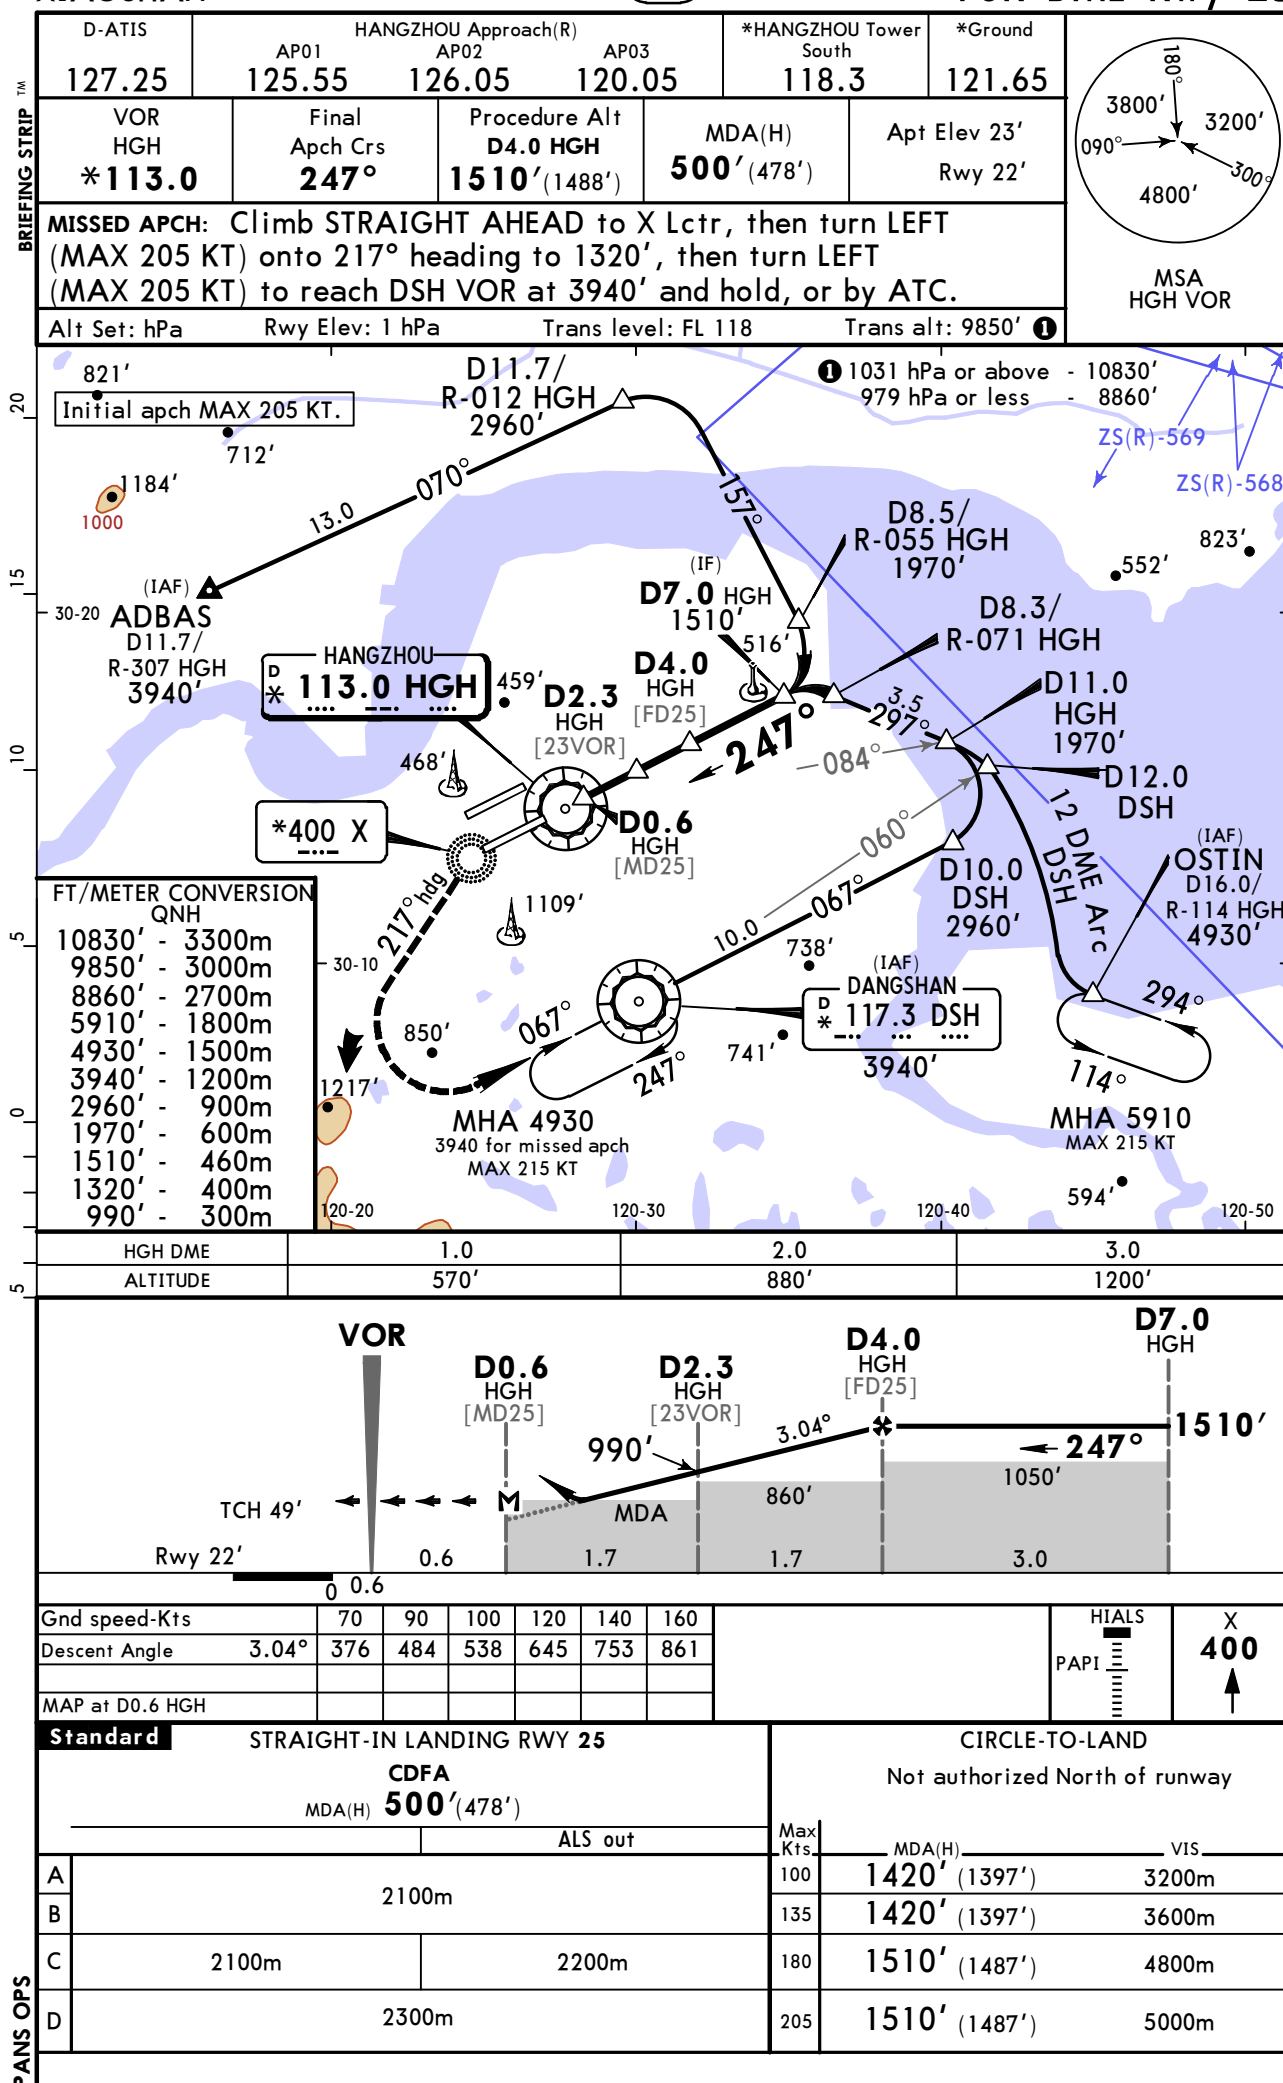 D-ATIS
127.25
HANGZHOU Approach(R)
AP01 AP02 AP03
125.55 126.05 120.05
*HANGZHOU Tower
South
118.3
*Ground
121.65
BRIEFING STRIP TM
VOR
HGH
*113.0
Final
Apch Crs
247°
Procedure Alt
D4.0 HGH
1510'(1488')
MDA(H)
500'(478')
Apt Elev 23'
Rwy 22'
MISSED APCH: Climb STRAIGHT AHEAD to X Lctr, then turn LEFT
(MAX 205 KT) onto 217° heading to 1320', then turn LEFT
(MAX 205 KT) to reach DSH VOR at 3940' and hold, or by ATC.
Alt Set: hPa Rwy Elev: 1 hPa Trans level: FL 118 Trans alt: 9850' 1
180°
3800'
3200'
090°
300°
4800'
MSA
HGH VOR
821'
Initial apch MAX 205 KT.
712'
1184'
1000
D11.7/
R-012 HGH
2960'
1 1031 hPa or above - 10830'
979 hPa or less - 8860'
ZS(R)-569
ZS(R)-568
13.0
070°
157°
D8.5/
R-055 HGH
1970'
823'
552'
(IAF)
ADBAS
D11.7/
R-307 HGH
3940'
30-20
(IF)
D7.0 HGH
1510'
516'
D8.3/
R-071 HGH
HANGZHOU
D
* 113.0 HGH
459'
D4.0
HGH
[FD25]
D2.3
HGH
[23VOR]
3.5
297°
D11.0
HGH
1970'
247°
084°
468'
D12.0
DSH
*400 X
D0.6
HGH
[MD25]
060°
12 DME Arc
DSH
(IAF)
OSTIN
D16.0/
R-114 HGH
4930'
D10.0
DSH
2960'
FT/METER CONVERSION
QNH
10830' - 3300m
9850' - 3000m
8860' - 2700m
5910' - 1800m
4930' - 1500m
3940' - 1200m
2960' - 900m
1970' - 600m
1510' - 460m
1320' - 400m
990' - 300m
217° hdg
1109'
10.0
067°
738'
30-10
(IAF)
DANGSHAN
D
* 117.3 DSH
3940'
741'
294°
114°
850'
067°
247°
1217'
MHA 4930
3940 for missed apch
MAX 215 KT
MHA 5910
MAX 215 KT
594'
120-20
120-30
120-40
120-50
20
15
10
5
0
5
HGH DME 1.0 2.0 3.0
ALTITUDE 570' 880' 1200'
VOR
D0.6
HGH
[MD25]
D2.3
HGH
[23VOR]
D4.0
HGH
[FD25]
D7.0
HGH
990'
3.04°
1510'
247°
1050'
860'
MDA
M
TCH 49'
Rwy 22'
0.6 1.7 1.7 3.0
0 0.6
Gnd speed-Kts 70 90 100 120 140 160
Descent Angle 3.04° 376 484 538 645 753 861
MAP at D0.6 HGH
HIALS
PAPI
X
400
Standard
STRAIGHT-IN LANDING RWY 25
CDFA
MDA(H) 500'(478')
ALS out
A
B
2100m
C 2100m 2200m
D 2300m
CIRCLE-TO-LAND
Not authorized North of runway
Max
Kts MDA(H) VIS
100 1420' (1397') 3200m
135 1420' (1397') 3600m
180 1510' (1487') 4800m
205 1510' (1487') 5000m
PANS OPS